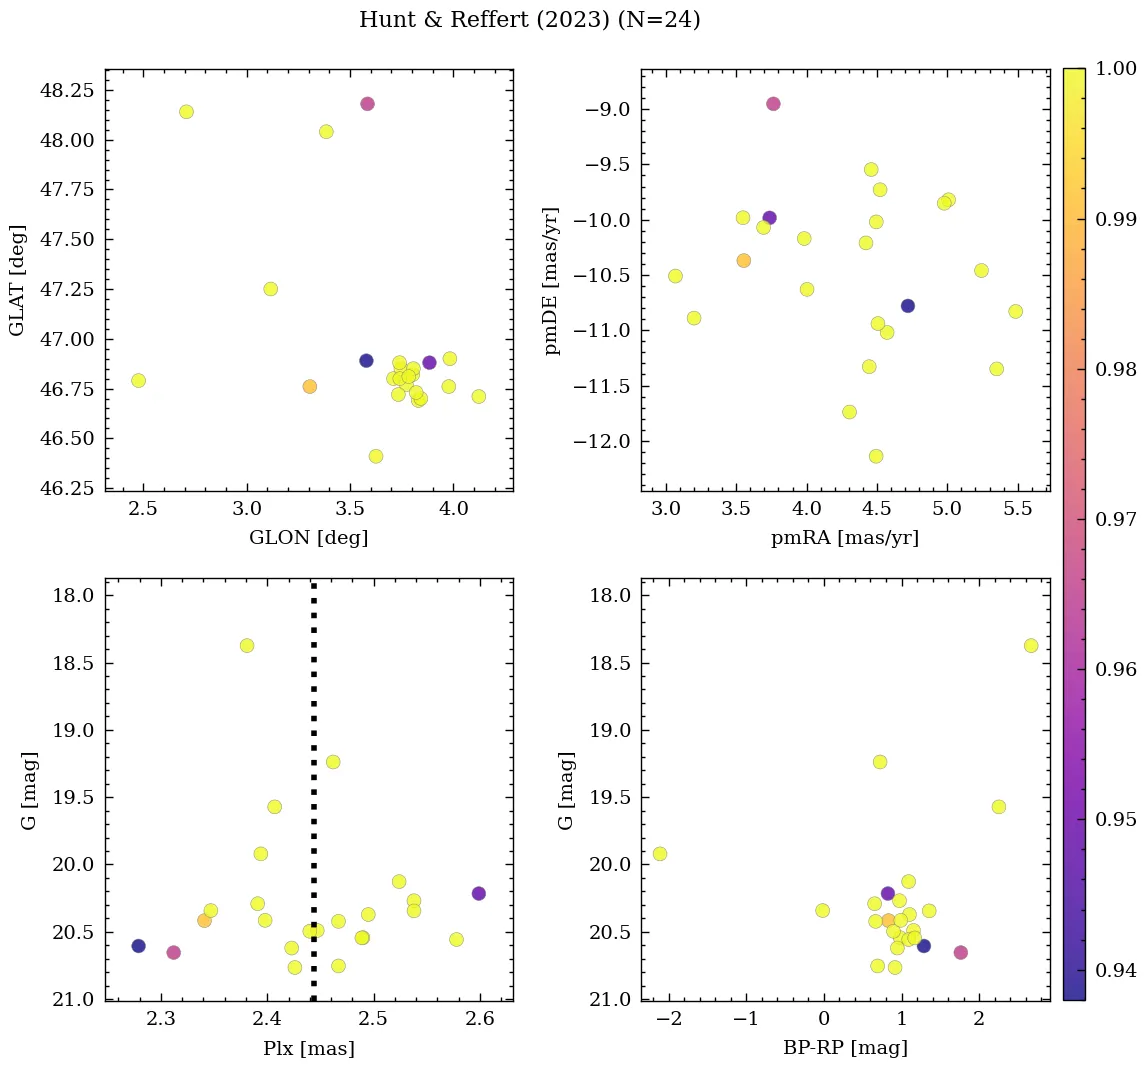 Hunt & Reffert (2023) (N=24)
48.25
48.00
47.75
47.50
47.25
47.00
46.75
46.50
46.25
GLAT [deg]
2.5 3.0 3.5 4.0
GLON [deg]
−9.0
−9.5
−10.0
−10.5
−11.0
−11.5
−12.0
pmDE [mas/yr]
3.0 3.5 4.0 4.5 5.0 5.5
pmRA [mas/yr]
18.0
18.5
19.0
19.5
20.0
20.5
21.0
G [mag]
2.3 2.4 2.5 2.6
Plx [mas]
18.0
18.5
19.0
19.5
20.0
20.5
21.0
G [mag]
−2 −1 0 1 2
BP-RP [mag]
1.00
0.99
0.98
0.97
0.96
0.95
0.94